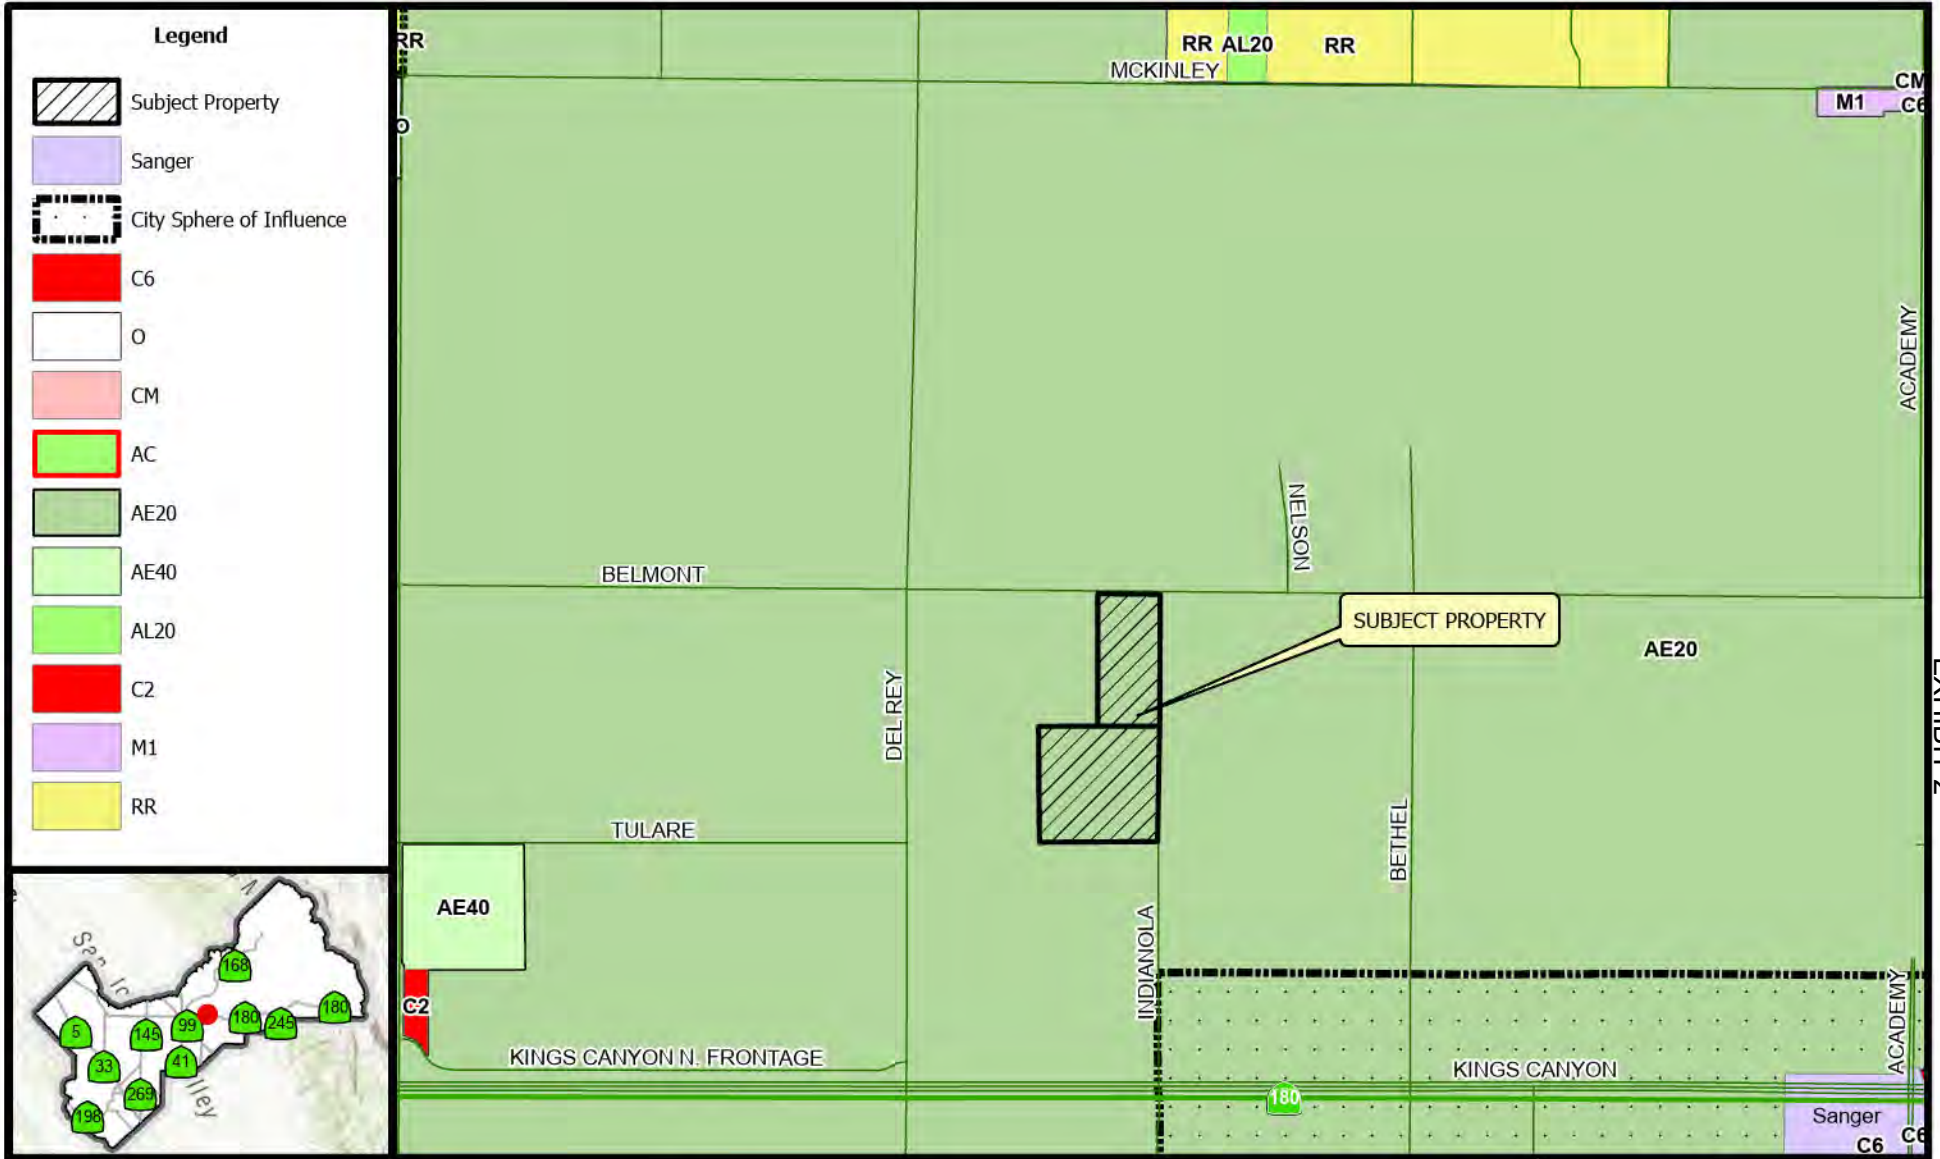 Legend
Subject Property
Sanger
City Sphere of Influence
C6
O
CM
AC
AE20
AE40
AL20
C2
M1
RR
RR
RR
AL20
RR
MCKINLEY
CM
M1
C6
O
ACADEMY
NELSON
BELMONT
SUBJECT PROPERTY
AE20
DEL REY
TULARE
BETHEL
AE40
INDIANOLA
C2
ACADEMY
KINGS CANYON N. FRONTAGE
KINGS CANYON
180
Sanger
C6
C6
EXHIBIT 2
168
180
5
145
99
180
245
33
41
269
198
lley